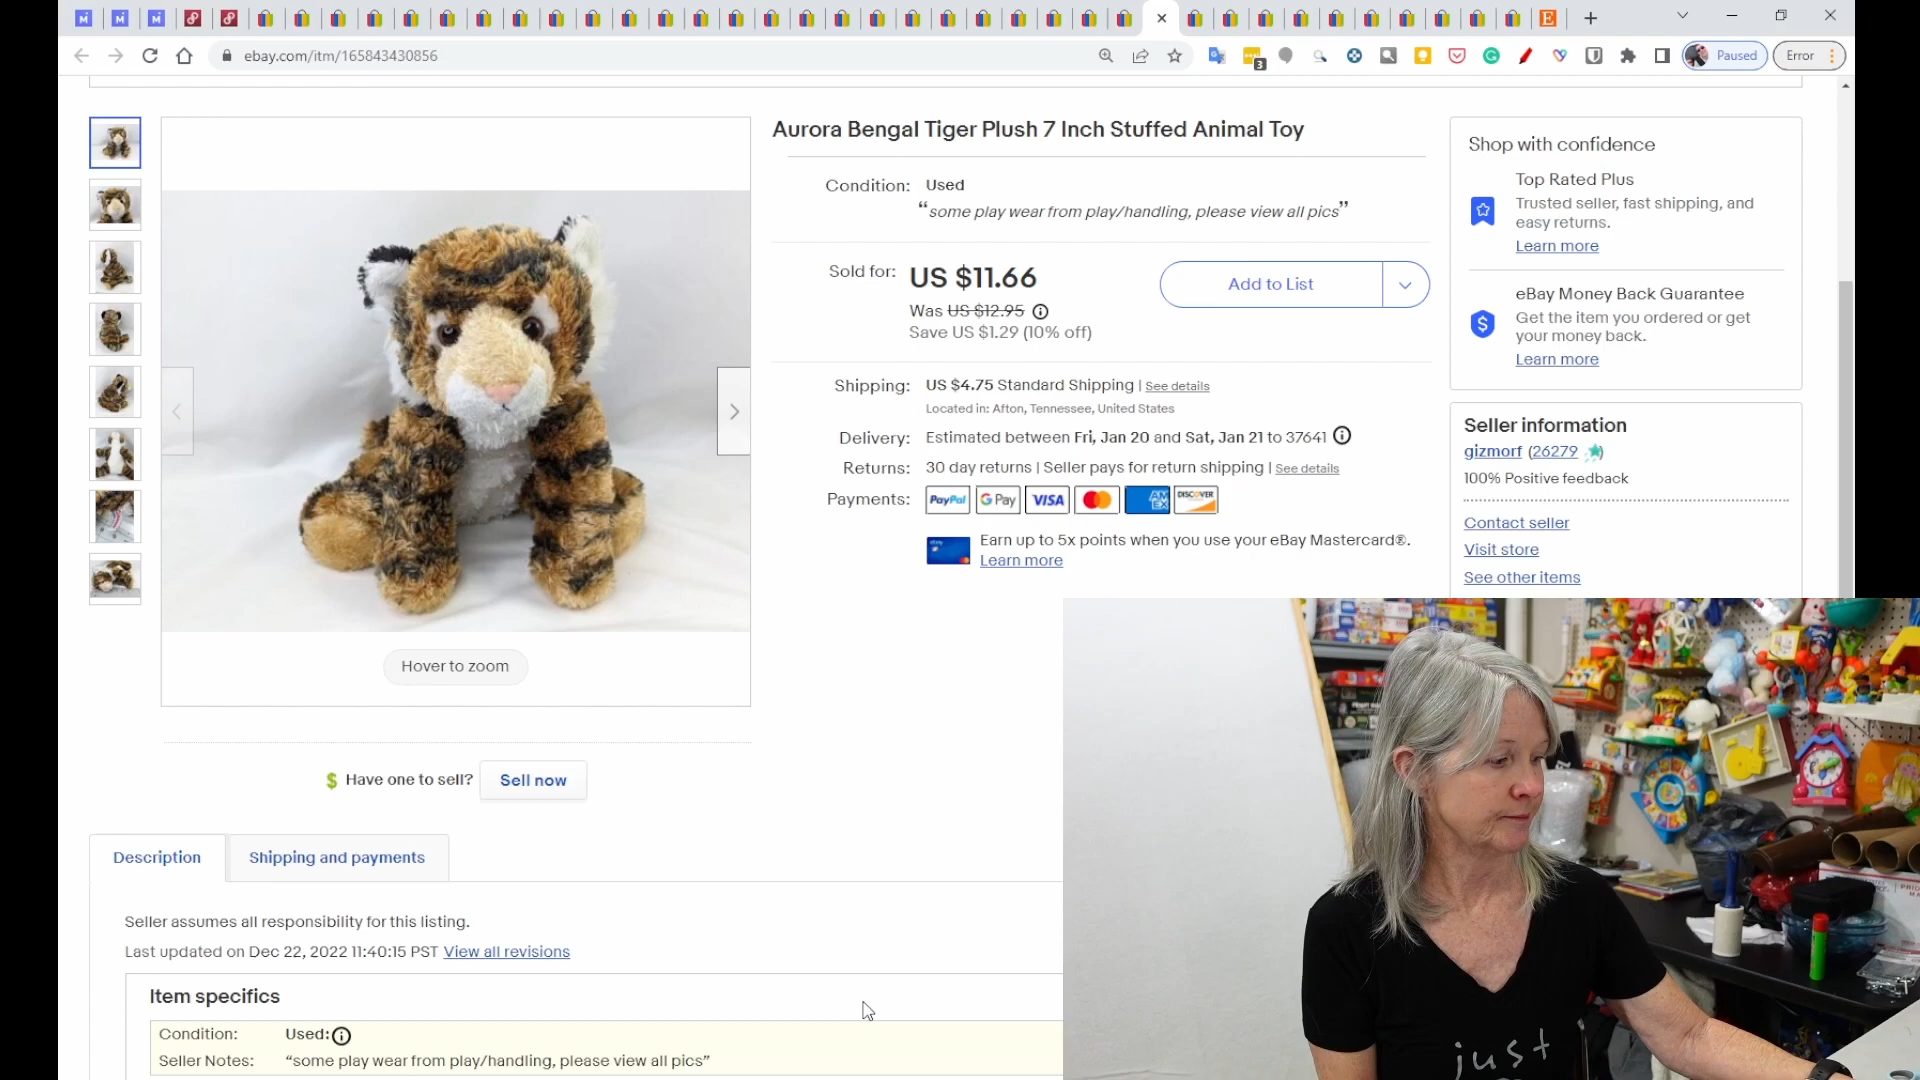 ebay.com/itm/165843430856
3
Paused
Error
Aurora Bengal Tiger Plush 7 Inch Stuffed Animal Toy
Condition: Used
“some play wear from play/handling, please view all pics”
Sold for: US $11.66
Was US $12.95
Save US $1.29 (10% off)
Add to List
Shipping: US $4.75 Standard Shipping | See details
Located in: Afton, Tennessee, United States
Delivery: Estimated between Fri, Jan 20 and Sat, Jan 21 to 37641
Returns: 30 day returns | Seller pays for return shipping | See details
Payments: PayPal G Pay VISA AM EX DISCOVER
Earn up to 5x points when you use your eBay Mastercard®.
Learn more
Shop with confidence
Top Rated Plus
Trusted seller, fast shipping, and
easy returns.
Learn more
eBay Money Back Guarantee
Get the item you ordered or get
your money back.
Learn more
Seller information
gizmorf (26279 )
100% Positive feedback
Contact seller
Visit store
See other items
Hover to zoom
Have one to sell? Sell now
Description
Shipping and payments
Seller assumes all responsibility for this listing.
Last updated on Dec 22, 2022 11:40:15 PST View all revisions
Item specifics
Condition: Used:
Seller Notes: “some play wear from play/handling, please view all pics”
just